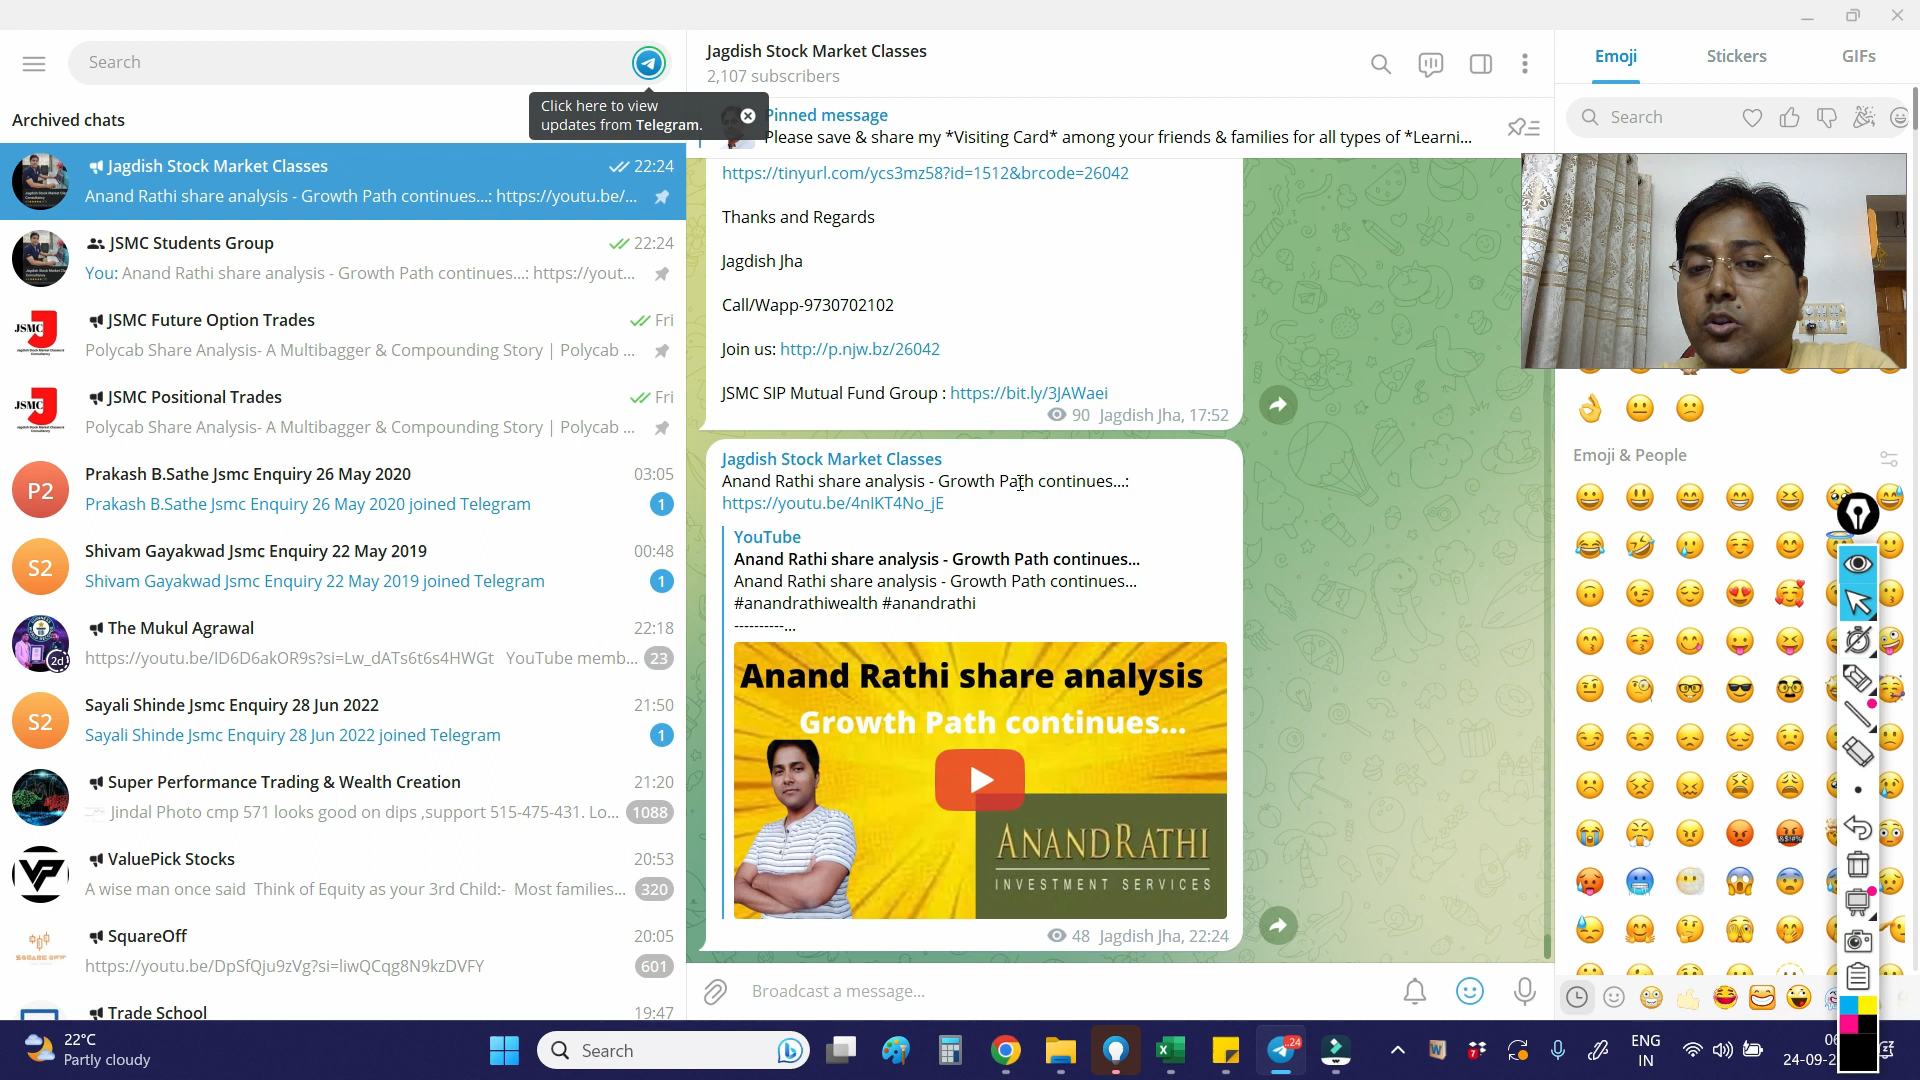 Search
Click here to view
updates from Telegram.
Archived chats
Jagdish Stock Market Classes
22:24
Anand Rathi share analysis - Growth Path continues...: https://youtu.be/...
JSMC Students Group
22:24
You: Anand Rathi share analysis - Growth Path continues...: https://yout...
JSMC Future Option Trades
Fri
Polycab Share Analysis- A Multibagger & Compounding Story | Polycab ...
JSMC Positional Trades
Fri
Polycab Share Analysis- A Multibagger & Compounding Story | Polycab ...
P2
Prakash B.Sathe Jsmc Enquiry 26 May 2020
03:05
Prakash B.Sathe Jsmc Enquiry 26 May 2020 joined Telegram
1
S2
Shivam Gayakwad Jsmc Enquiry 22 May 2019
00:48
Shivam Gayakwad Jsmc Enquiry 22 May 2019 joined Telegram
1
The Mukul Agrawal
22:18
2d
https://youtu.be/ID6D6akOR9s?si=Lw_dATs6t6s4HWGt YouTube memb...
23
S2
Sayali Shinde Jsmc Enquiry 28 Jun 2022
21:50
Sayali Shinde Jsmc Enquiry 28 Jun 2022 joined Telegram
1
Super Performance Trading & Wealth Creation
21:20
Jindal Photo cmp 571 looks good on dips ,support 515-475-431. Lo...
1088
ValuePick Stocks
20:53
A wise man once said Think of Equity as your 3rd Child:- Most families...
320
SquareOff
20:05
https://youtu.be/DpSfQju9zVg?si=liwQCqg8N9kzDVFY
601
Trade School
19:47
Jagdish Stock Market Classes
2,107 subscribers
Pinned message
Please save & share my *Visiting Card* among your friends & families for all types of *Learni...
https://tinyurl.com/ycs3mz58?id=1512&brcode=26042
Thanks and Regards
Jagdish Jha
Call/Wapp-9730702102
Join us: http://p.njw.bz/26042
JSMC SIP Mutual Fund Group : https://bit.ly/3JAWaei
90 Jagdish Jha, 17:52
Jagdish Stock Market Classes
Anand Rathi share analysis - Growth Path continues...:
https://youtu.be/4nIKT4No_jE
YouTube
Anand Rathi share analysis - Growth Path continues...
Anand Rathi share analysis - Growth Path continues...
#anandrathiwealth #anandrathi
----------...
Anand Rathi share analysis
Growth Path continues...
ANANDRATHI
INVESTMENT SERVICES
48 Jagdish Jha, 22:24
Broadcast a message...
Emoji
Stickers
GIFs
Search
Emoji & People
22°C
Partly cloudy
Search
24
ENG
IN
24-09-2